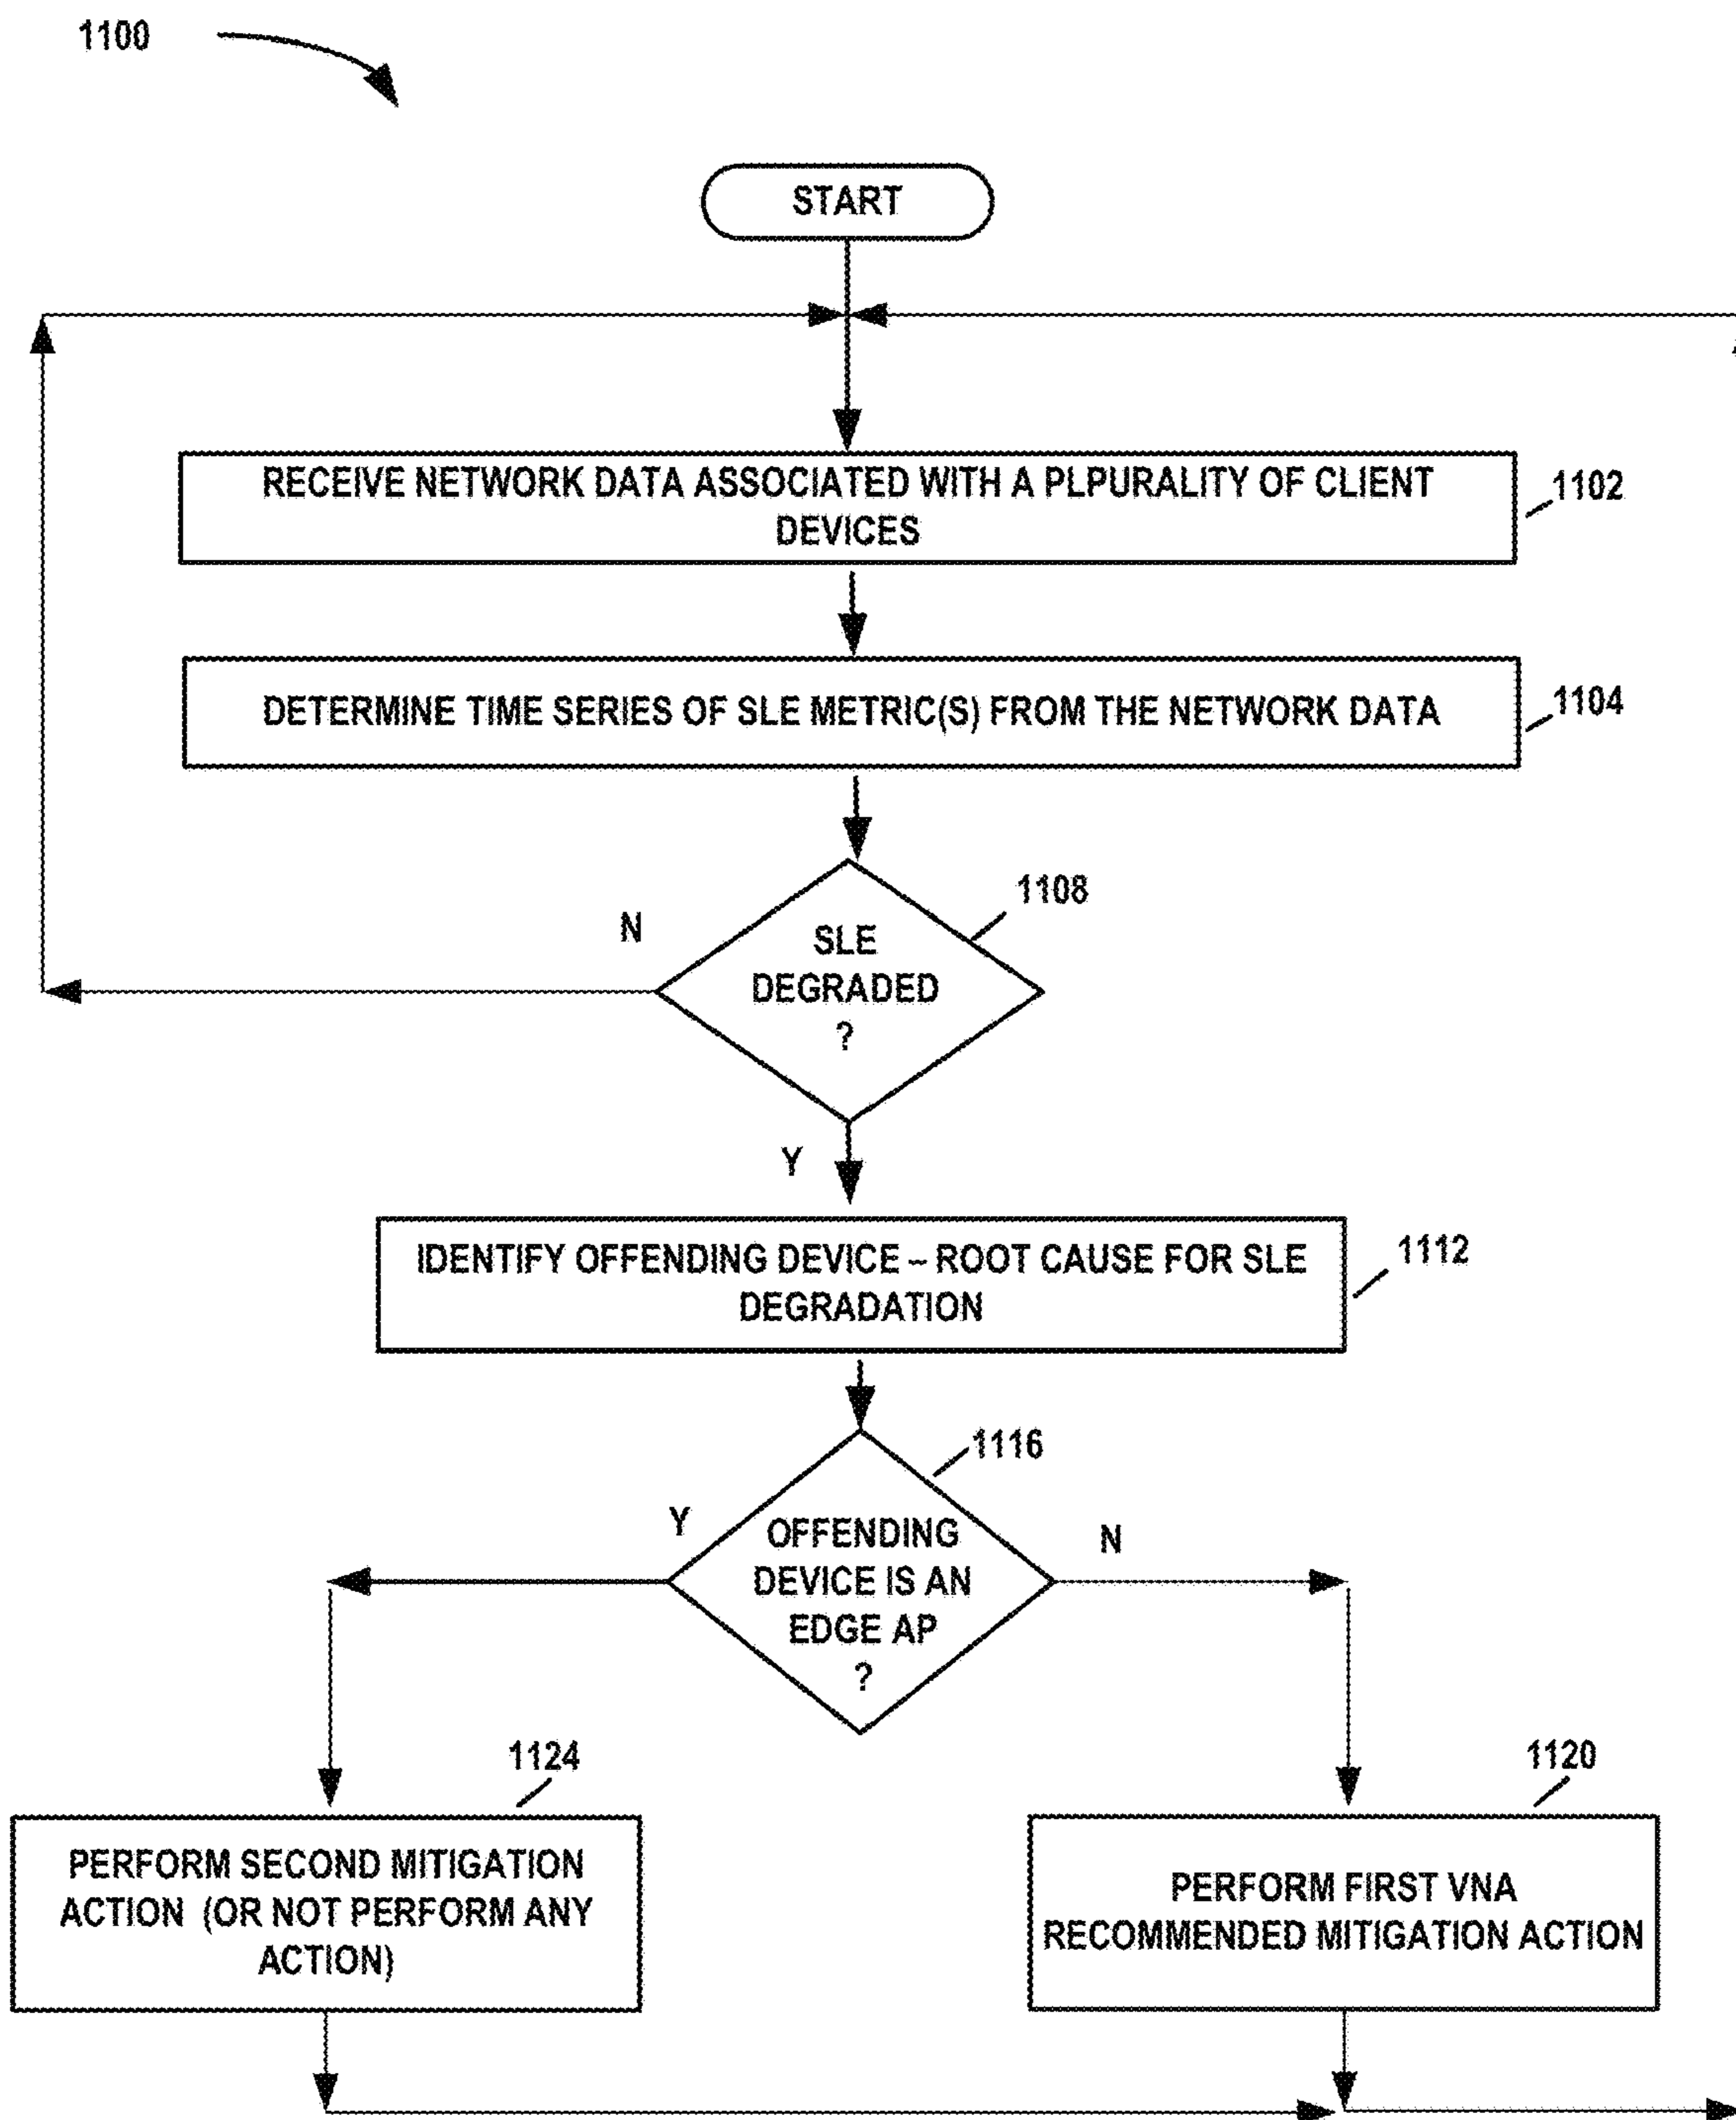 1100
START
RECEIVE NETWORK DATA ASSOCIATED WITH A PLPURALITY OF CLIENT
DEVICES
1102
DETERMINE TIME SERIES OF SLE METRIC(S) FROM THE NETWORK DATA
1104
1108
N
SLE
DEGRADED
?
Y
IDENTIFY OFFENDING DEVICE – ROOT CAUSE FOR SLE
DEGRADATION
1112
1116
Y
OFFENDING
DEVICE IS AN
EDGE AP
?
N
1124
PERFORM SECOND MITIGATION
ACTION (OR NOT PERFORM ANY
ACTION)
1120
PERFORM FIRST VNA
RECOMMENDED MITIGATION ACTION